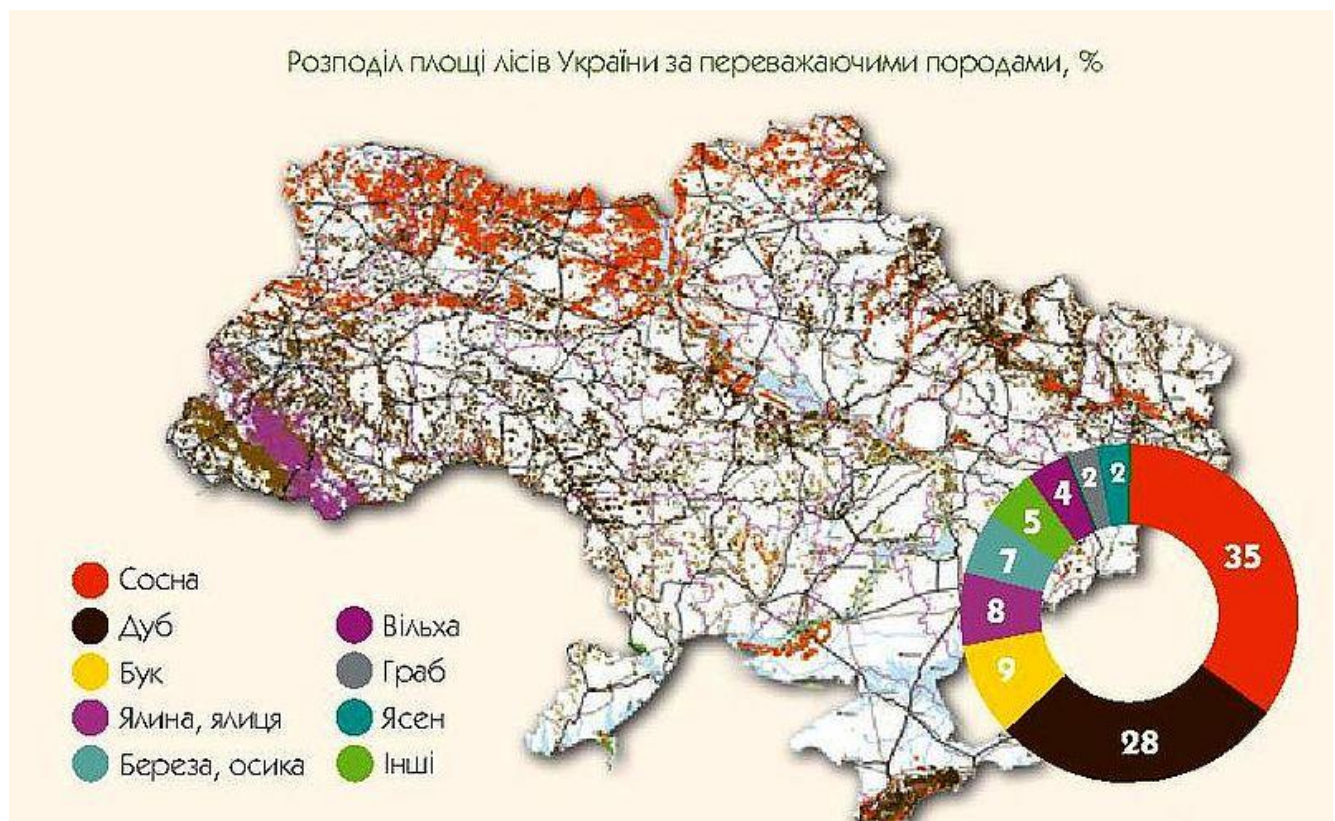 Розподіл площі лісів України за переважаючими породами, %
Сосна
Дуб
Бук
Ялина, ялиця
Береза, осика
Вільха
Граб
Ясен
Інші
35
28
9
8
7
5
4
2
2